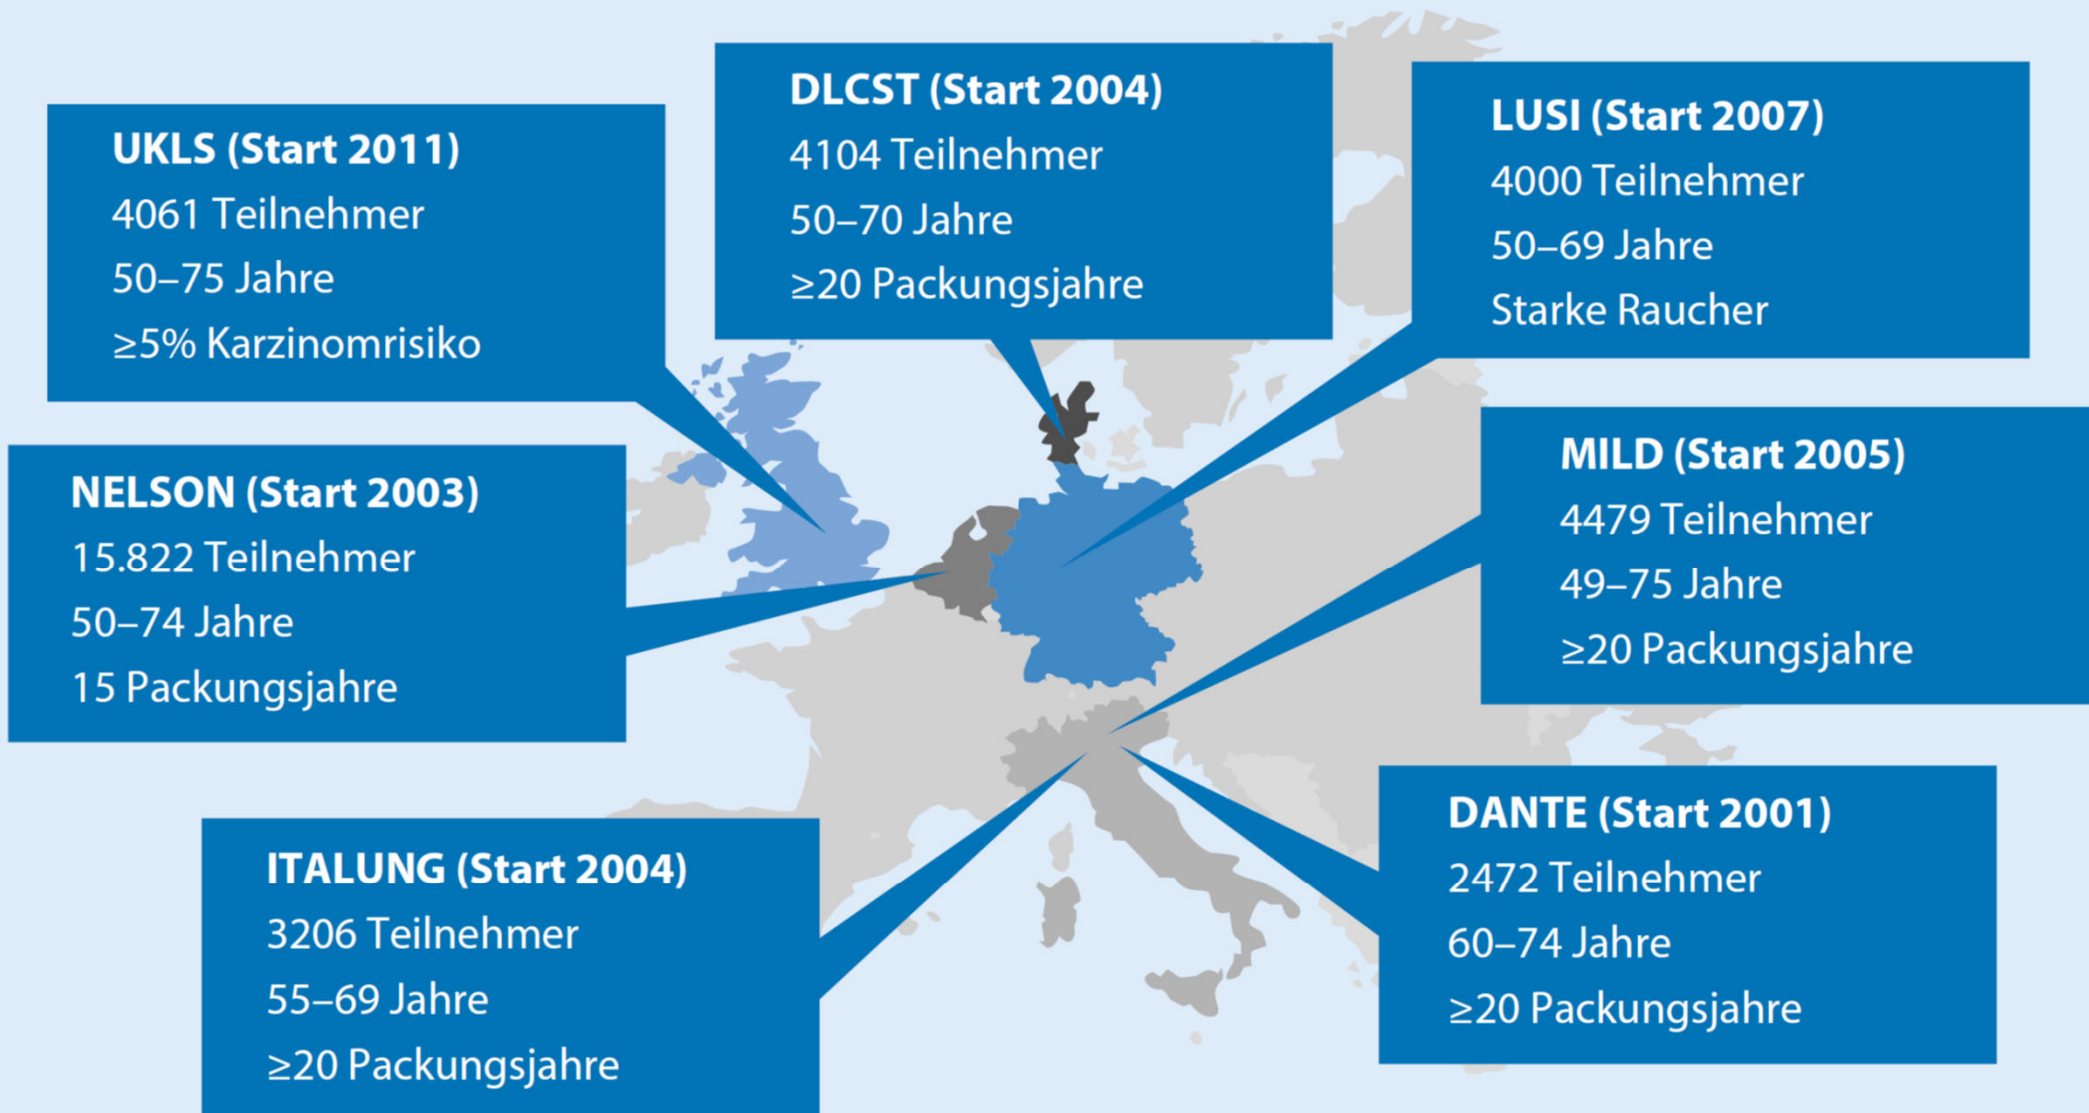 UKLS (Start 2011)
4061 Teilnehmer
50–75 Jahre
≥5% Karzinomrisiko
DLCST (Start 2004)
4104 Teilnehmer
50–70 Jahre
≥20 Packungsjahre
LUSI (Start 2007)
4000 Teilnehmer
50–69 Jahre
Starke Raucher
NELSON (Start 2003)
15.822 Teilnehmer
50–74 Jahre
15 Packungsjahre
MILD (Start 2005)
4479 Teilnehmer
49–75 Jahre
≥20 Packungsjahre
ITALUNG (Start 2004)
3206 Teilnehmer
55–69 Jahre
≥20 Packungsjahre
DANTE (Start 2001)
2472 Teilnehmer
60–74 Jahre
≥20 Packungsjahre